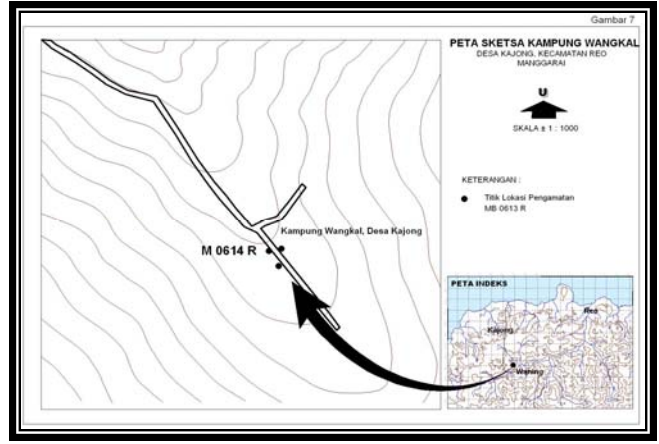 Gambar 7
PETA SKETSA KAMPUNG WANGKAL
DESA KAJONG. KECAMATAN REO
MANGGARAI
U
SKALA ± 1 : 1000
KETERANGAN :
Titik Lokasi Pengamatan
MB 0613 R
Kampung Wangkal, Desa Kajong
M 0614 R
PETA INDEKS
Reo
Kajong